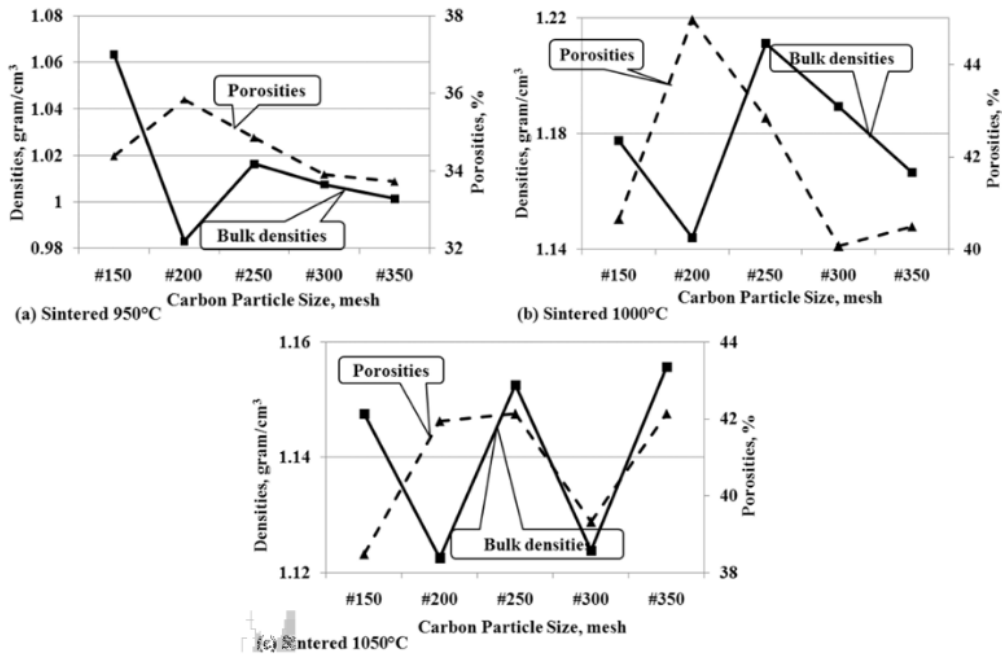 1.08
1.06
1.04
1.02
1
0.98
Densities, gram/cm³
38
36
34
32
Porosities, %
Porosities
Bulk densities
#150 #200 #250 #300 #350
Carbon Particle Size, mesh
(a) Sintered 950°C
1.22
1.18
1.14
Densities, gram/cm³
44
42
40
Porosities, %
Porosities
Bulk densities
#150 #200 #250 #300 #350
Carbon Particle Size, mesh
(b) Sintered 1000°C
1.16
1.14
1.12
Densities, gram/cm³
44
42
40
38
Porosities, %
Porosities
Bulk densities
#150 #200 #250 #300 #350
Carbon Particle Size, mesh
(c) Sintered 1050°C